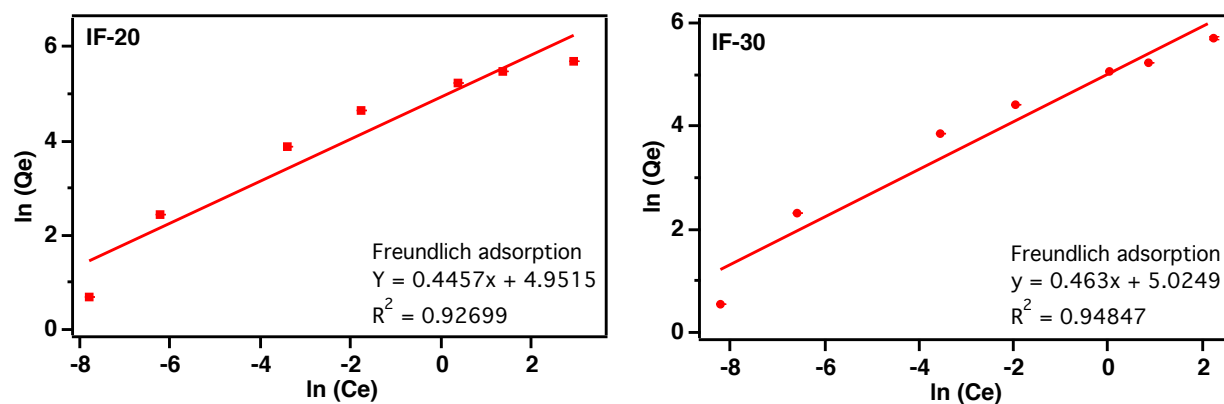 IF-20
6
4
2
0
ln (Qe)
Freundlich adsorption
Y = 0.4457x + 4.9515
R² = 0.92699
-8
-6
-4
-2
0
2
ln (Ce)
IF-30
6
4
2
0
ln (Qe)
Freundlich adsorption
y = 0.463x + 5.0249
R² = 0.94847
-8
-6
-4
-2
0
2
ln (Ce)